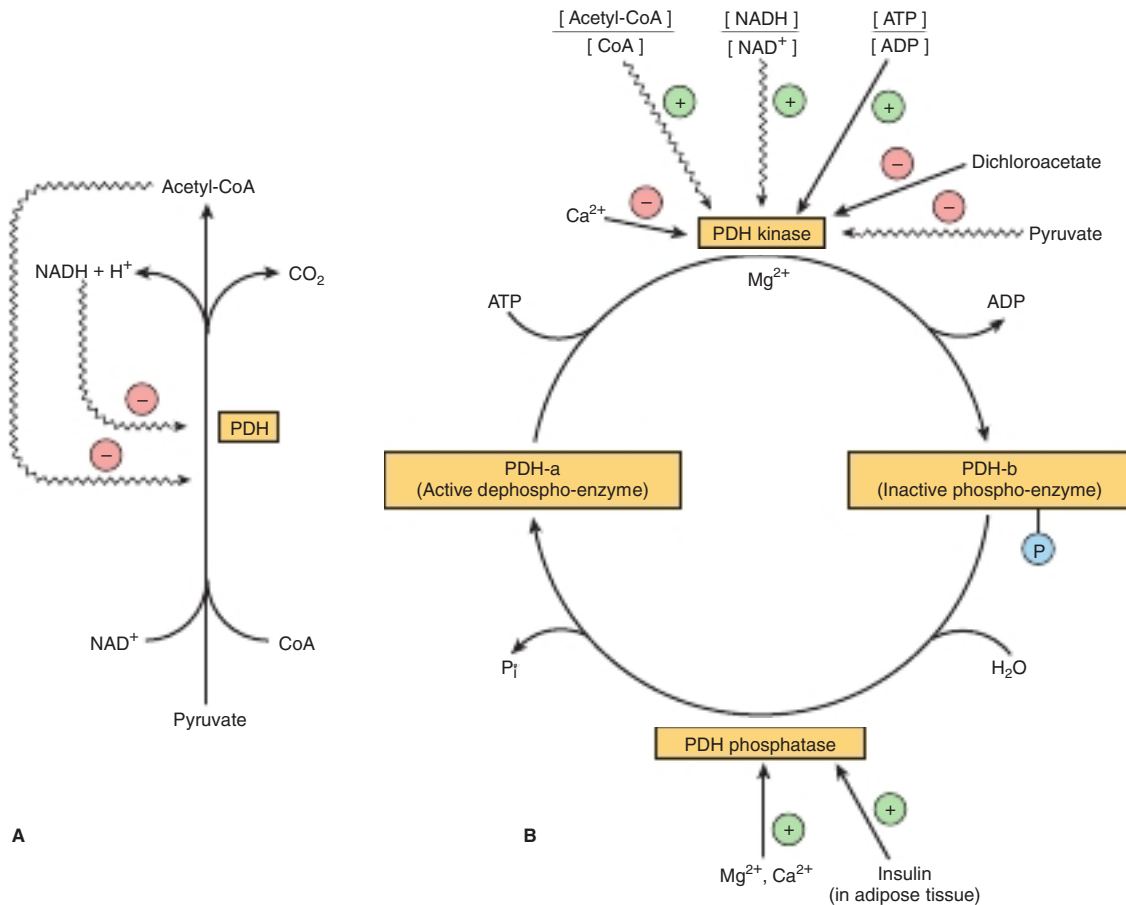 Acetyl-CoA
NADH + H⁺
CO₂
−
−
PDH
NAD⁺
CoA
Pyruvate
A
[ Acetyl-CoA ]
[ CoA ]
[ NADH ]
[ NAD⁺ ]
[ ATP ]
[ ADP ]
+
+
+
−
Dichloroacetate
−
Ca²⁺
−
Pyruvate
PDH kinase
Mg²⁺
ATP
ADP
PDH-a
(Active dephospho-enzyme)
PDH-b
(Inactive phospho-enzyme)
P
Pi
H₂O
PDH phosphatase
+
+
Mg²⁺, Ca²⁺
Insulin
(in adipose tissue)
B